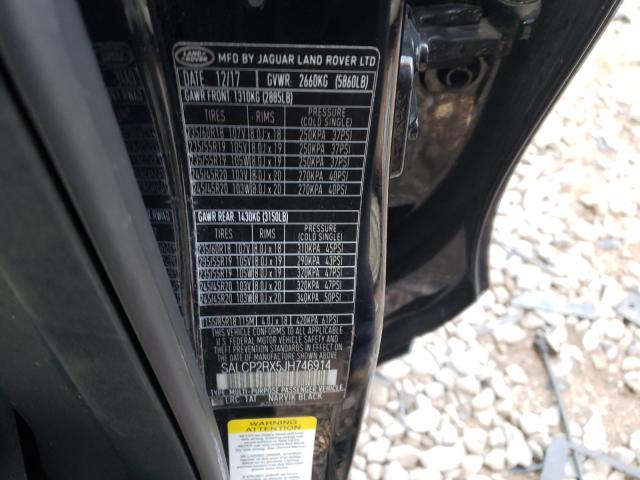 LAND ROVER MFG BY JAGUAR LAND ROVER LTD
DATE 12/17 GVWR: 2660KG (5860LB)
GAWR FRONT 1310KG (2885LB)
TIRES RIMS PRESSURE (COLD SINGLE)
235/60R18 107V 8.0J x 18 250KPA 37PSI
235/55R19 105V 8.0J x 19 250KPA 37PSI
235/55R19 105W 8.0J x 19 250KPA 37PSI
245/45R20 103V 8.0J x 20 270KPA 40PSI
245/45R20 103W 8.0J x 20 270KPA 40PSI
GAWR REAR: 1430KG (3150LB)
TIRES RIMS PRESSURE (COLD SINGLE)
235/60R18 107V 8.0J x 18 310KPA 45PSI
235/55R19 105V 8.0J x 19 290KPA 43PSI
235/55R19 105W 8.0J x 19 320KPA 47PSI
245/45R20 103V 8.0J x 20 320KPA 47PSI
245/45R20 103W 8.0J x 20 340KPA 50PSI
4.0J x 18 420KPA 61PSI
THIS VEHICLE CONFORMS TO ALL APPLICABLE
U.S. FEDERAL MOTOR VEHICLE SAFETY
AND THEFT PREVENTION STANDARDS IN EFFECT
ON THE DATE OF MANUFACTURE SHOWN ABOVE
SALCP2RX5JH746914
TYPE: MULTI-PURPOSE PASSENGER VEHICLE
LRC 1AT NARVIK BLACK
WARNING
ATTENTION